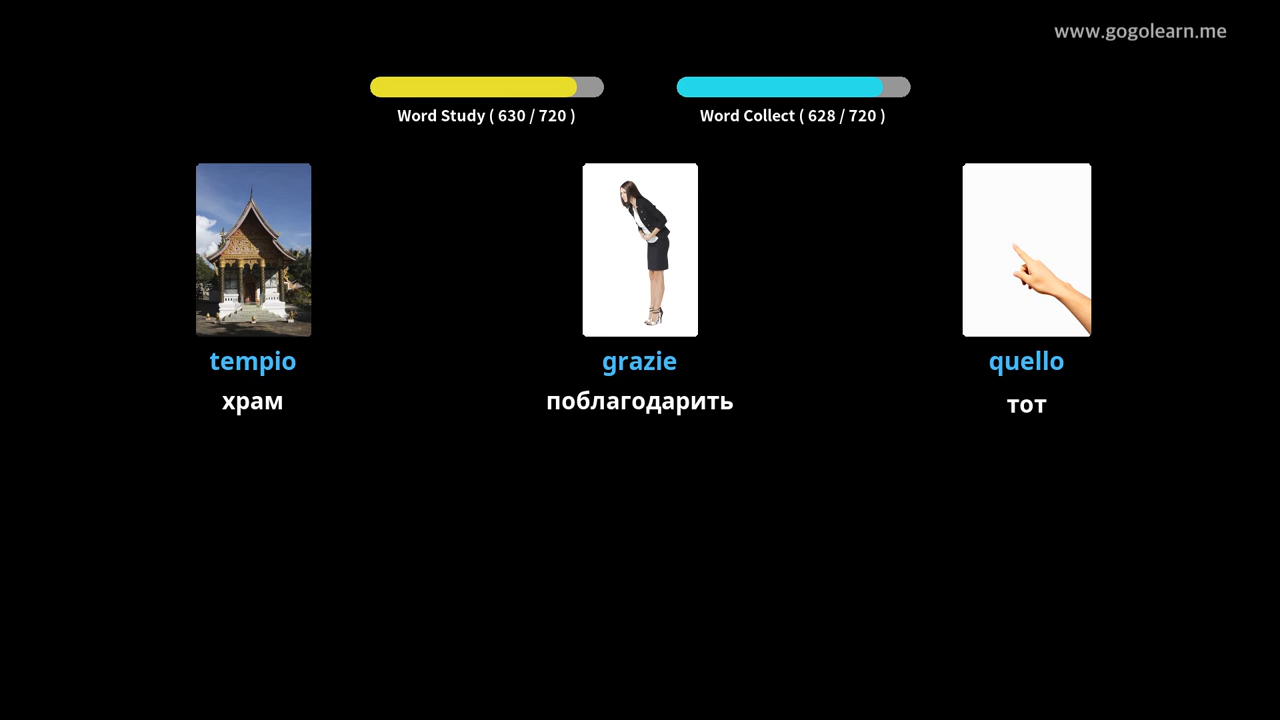 www.gogolearn.me
Word Study ( 630 / 720 )
Word Collect ( 628 / 720 )
tempio
grazie
quello
храм
поблагодарить
тот